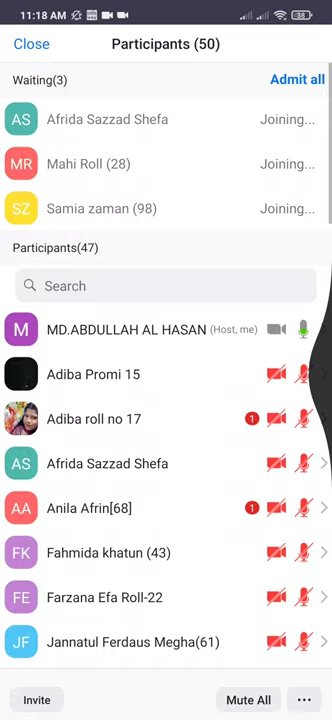 11:18 AM
38
Close
Participants (50)
Waiting(3)
Admit all
AS Afrida Sazzad Shefa Joining...
MR Mahi Roll (28) Joining...
SZ Samia zaman (98) Joining...
Participants(47)
Search
M MD.ABDULLAH AL HASAN (Host, me)
Adiba Promi 15
Adiba roll no 17 1
AS Afrida Sazzad Shefa
AA Anila Afrin[68] 1
FK Fahmida khatun (43)
FE Farzana Efa Roll-22
JF Jannatul Ferdaus Megha(61)
Invite
Mute All